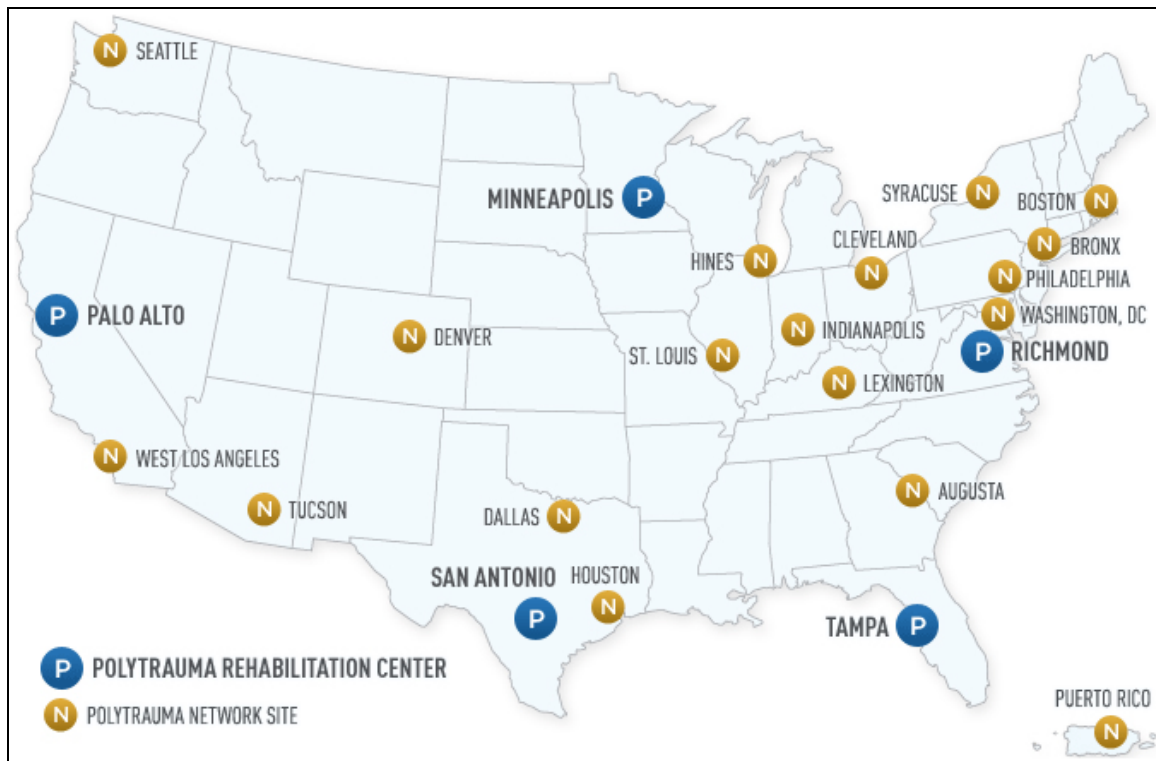 N SEATTLE
MINNEAPOLIS P
SYRACUSE N
BOSTON N
CLEVELAND
N
HINES N
N BRONX
N PHILADELPHIA
P PALO ALTO
N WASHINGTON, DC
N DENVER
ST. LOUIS N
N INDIANAPOLIS
P RICHMOND
N LEXINGTON
N WEST LOS ANGELES
N TUCSON
DALLAS N
N AUGUSTA
SAN ANTONIO
P
HOUSTON
N
TAMPA P
P POLYTRAUMA REHABILITATION CENTER
N POLYTRAUMA NETWORK SITE
PUERTO RICO
N